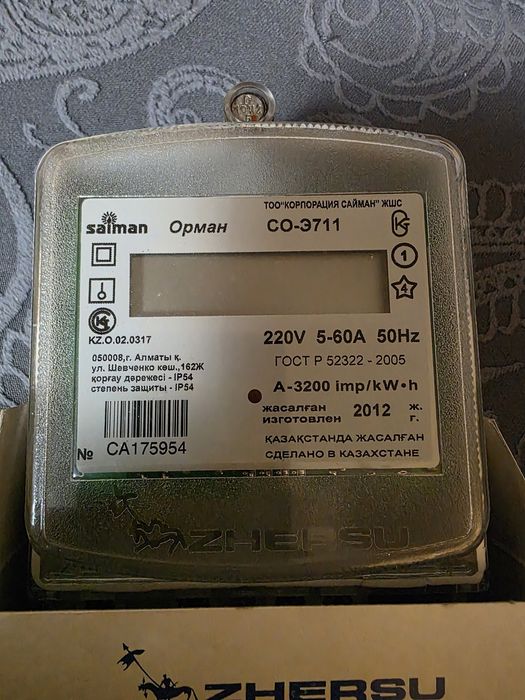 ТОО"КОРПОРАЦИЯ САЙМАН" ЖШС
saiman Орман СО-Э711
1
4
KZ.O.02.0317
220V 5-60A 50Hz
050008,г. Алматы қ.
ул. Шевченко көш.,162Ж
қорғау дәрежесі - IP54
степень защиты - IP54
ГОСТ Р 52322 - 2005
A-3200 imp/kW•h
жасалған
изготовлен 2012 ж.
г.
№ CA175954
ҚАЗАҚСТАНДА ЖАСАЛҒАН
СДЕЛАНО В КАЗАХСТАНЕ
ZHERSU
ZHERSU